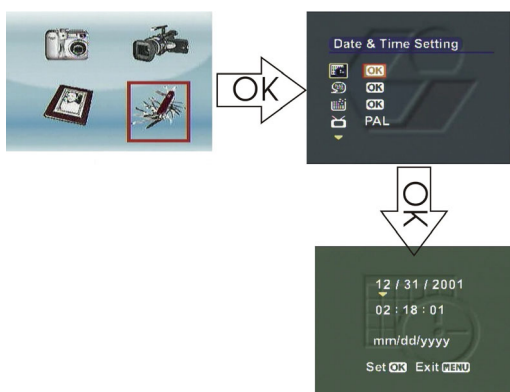 OK
Date & Time Setting
OK
OK
OK
PAL
OK
12 / 31 / 2001
02 : 18 : 01
mm/dd/yyyy
Set OK Exit MENU